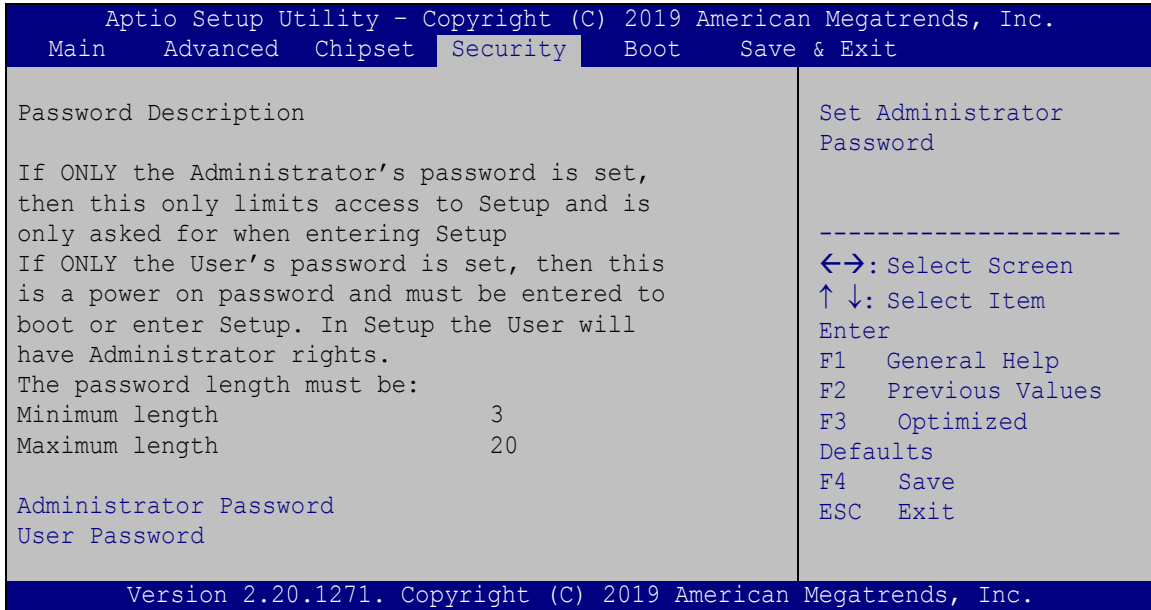 Aptio Setup Utility – Copyright (C) 2019 American Megatrends, Inc.
Main Advanced Chipset Security Boot Save & Exit
Password Description
If ONLY the Administrator’s password is set,
then this only limits access to Setup and is
only asked for when entering Setup
If ONLY the User’s password is set, then this
is a power on password and must be entered to
boot or enter Setup. In Setup the User will
have Administrator rights.
The password length must be:
Minimum length 3
Maximum length 20
Administrator Password
User Password
Set Administrator
Password
---------------------
←→: Select Screen
↑ ↓: Select Item
Enter
F1 General Help
F2 Previous Values
F3 Optimized
Defaults
F4 Save
ESC Exit
Version 2.20.1271. Copyright (C) 2019 American Megatrends, Inc.